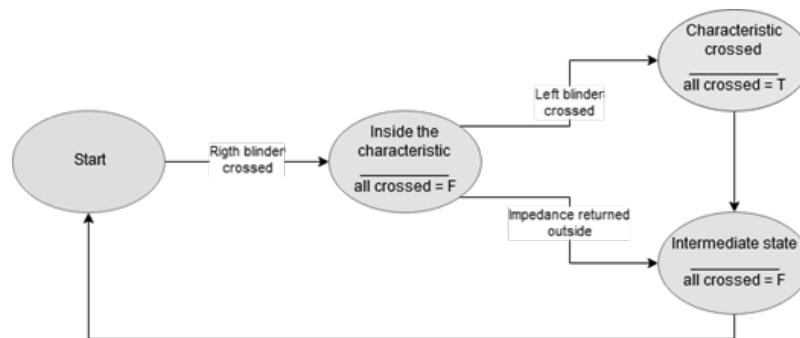 Start
Rigth blinder
crossed
Inside the
characteristic
all crossed = F
Left blinder
crossed
Characteristic
crossed
all crossed = T
Impedance returned
outside
Intermediate state
all crossed = F